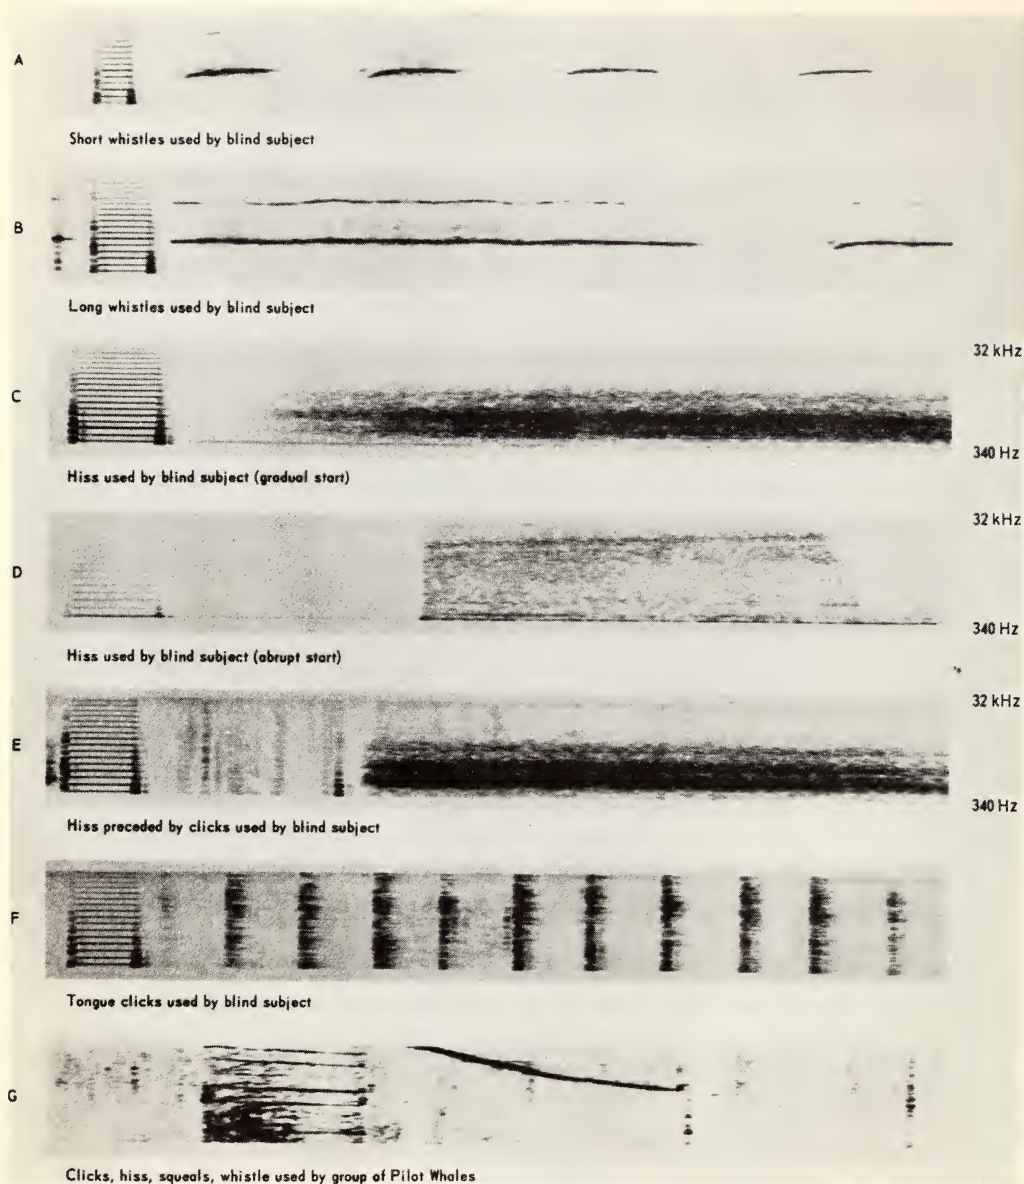 A
Short whistles used by blind subject
B
Long whistles used by blind subject
32 kHz
C
340 Hz
Hiss used by blind subject (gradual start)
32 kHz
D
340 Hz
Hiss used by blind subject (abrupt start)
32 kHz
E
340 Hz
Hiss preceded by clicks used by blind subject
F
Tongue clicks used by blind subject
G
Clicks, hiss, squeals, whistle used by group of Pilot Whales